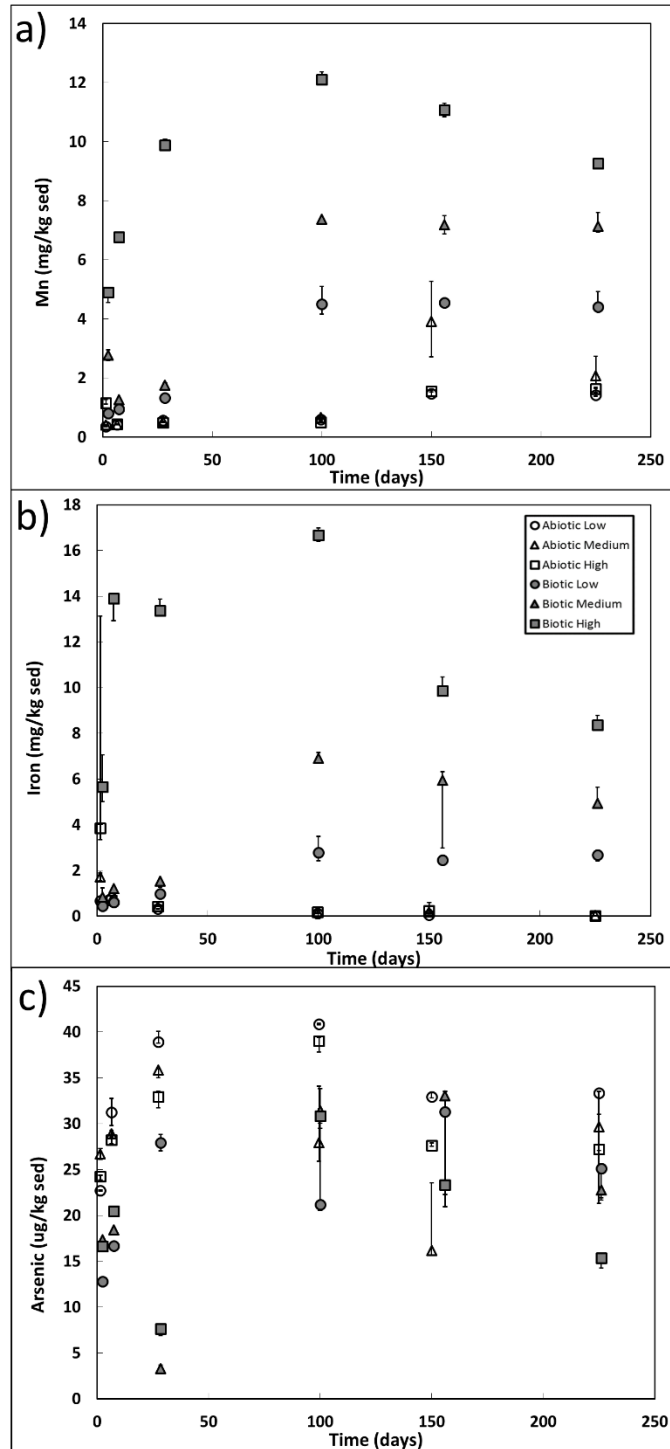 a)
14
12
10
8
6
4
2
0
Mn (mg/kg sed)
0 50 100 150 200 250
Time (days)
b)
18
16
14
12
10
8
6
4
2
0
Iron (mg/kg sed)
Abiotic Low
Abiotic Medium
Abiotic High
Biotic Low
Biotic Medium
Biotic High
0 50 100 150 200 250
Time (days)
c)
45
40
35
30
25
20
15
10
5
0
Arsenic (ug/kg sed)
0 50 100 150 200 250
Time (days)